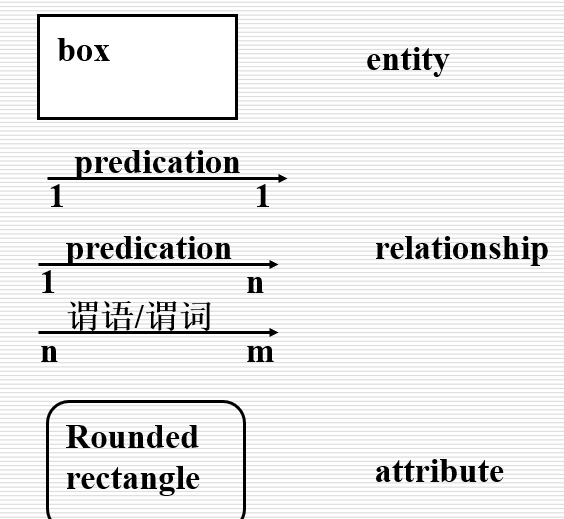 box
entity
predication
1 1
predication
relationship
1 n
谓语/谓词
n m
Rounded
rectangle
attribute